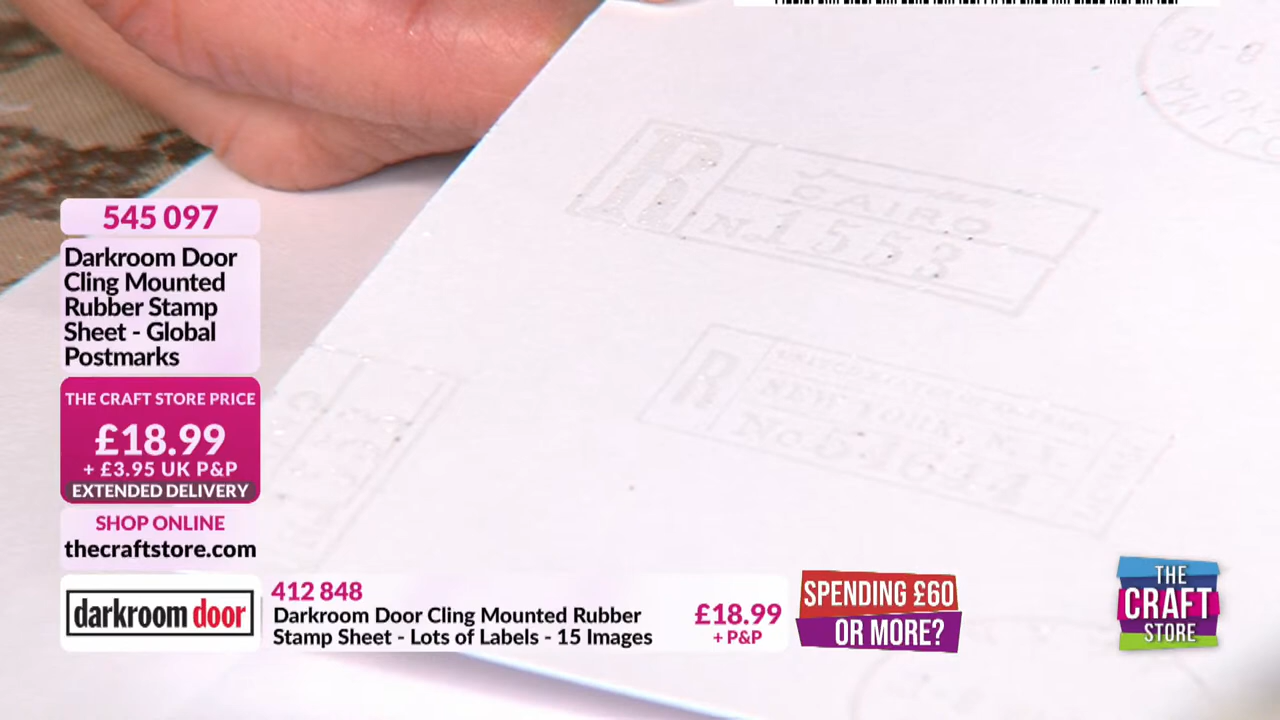 545 097
Darkroom Door
Cling Mounted
Rubber Stamp
Sheet - Global
Postmarks
THE CRAFT STORE PRICE
£18.99
+ £3.95 UK P&P
EXTENDED DELIVERY
SHOP ONLINE
thecraftstore.com
darkroom door
412 848
Darkroom Door Cling Mounted Rubber
Stamp Sheet - Lots of Labels - 15 Images
£18.99
+ P&P
SPENDING £60
OR MORE?
THE
CRAFT
STORE
R
CAIRO
No. 1553
R
NEW YORK, N.Y.